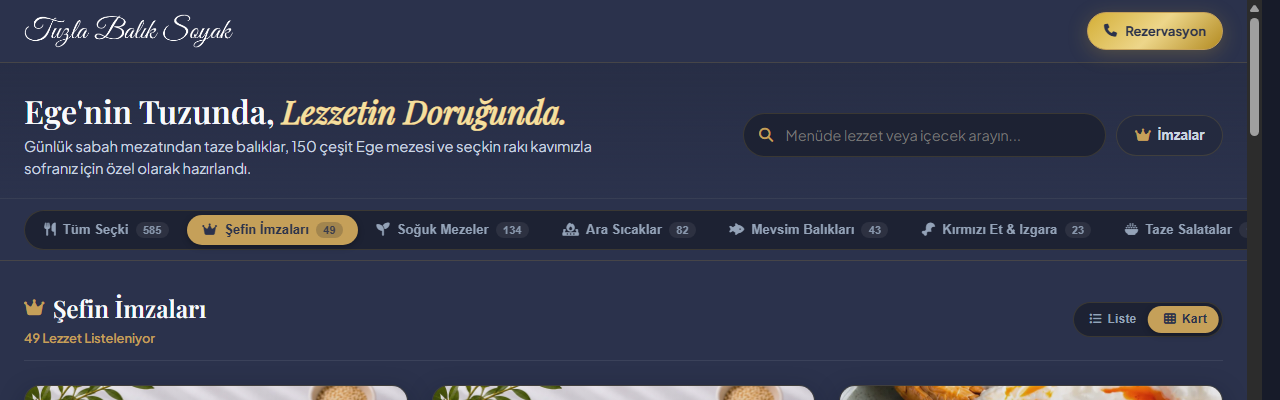 Tuzla Balık Soyak
Rezervasyon
Ege'nin Tuzunda, Lezzetin Doruğunda.
Günlük sabah mezatından taze balıklar, 150 çeşit Ege mezesi ve seçkin rakı kavımızla
sofranız için özel olarak hazırlandı.
Menüde lezzet veya içecek arayın...
İmzalar
Tüm Seçki 585 Şefin İmzaları 49 Soğuk Mezeler 134 Ara Sıcaklar 82 Mevsim Balıkları 43 Kırmızı Et & Izgara 23 Taze Salatalar
Şefin İmzaları
49 Lezzet Listeleniyor
Liste Kart